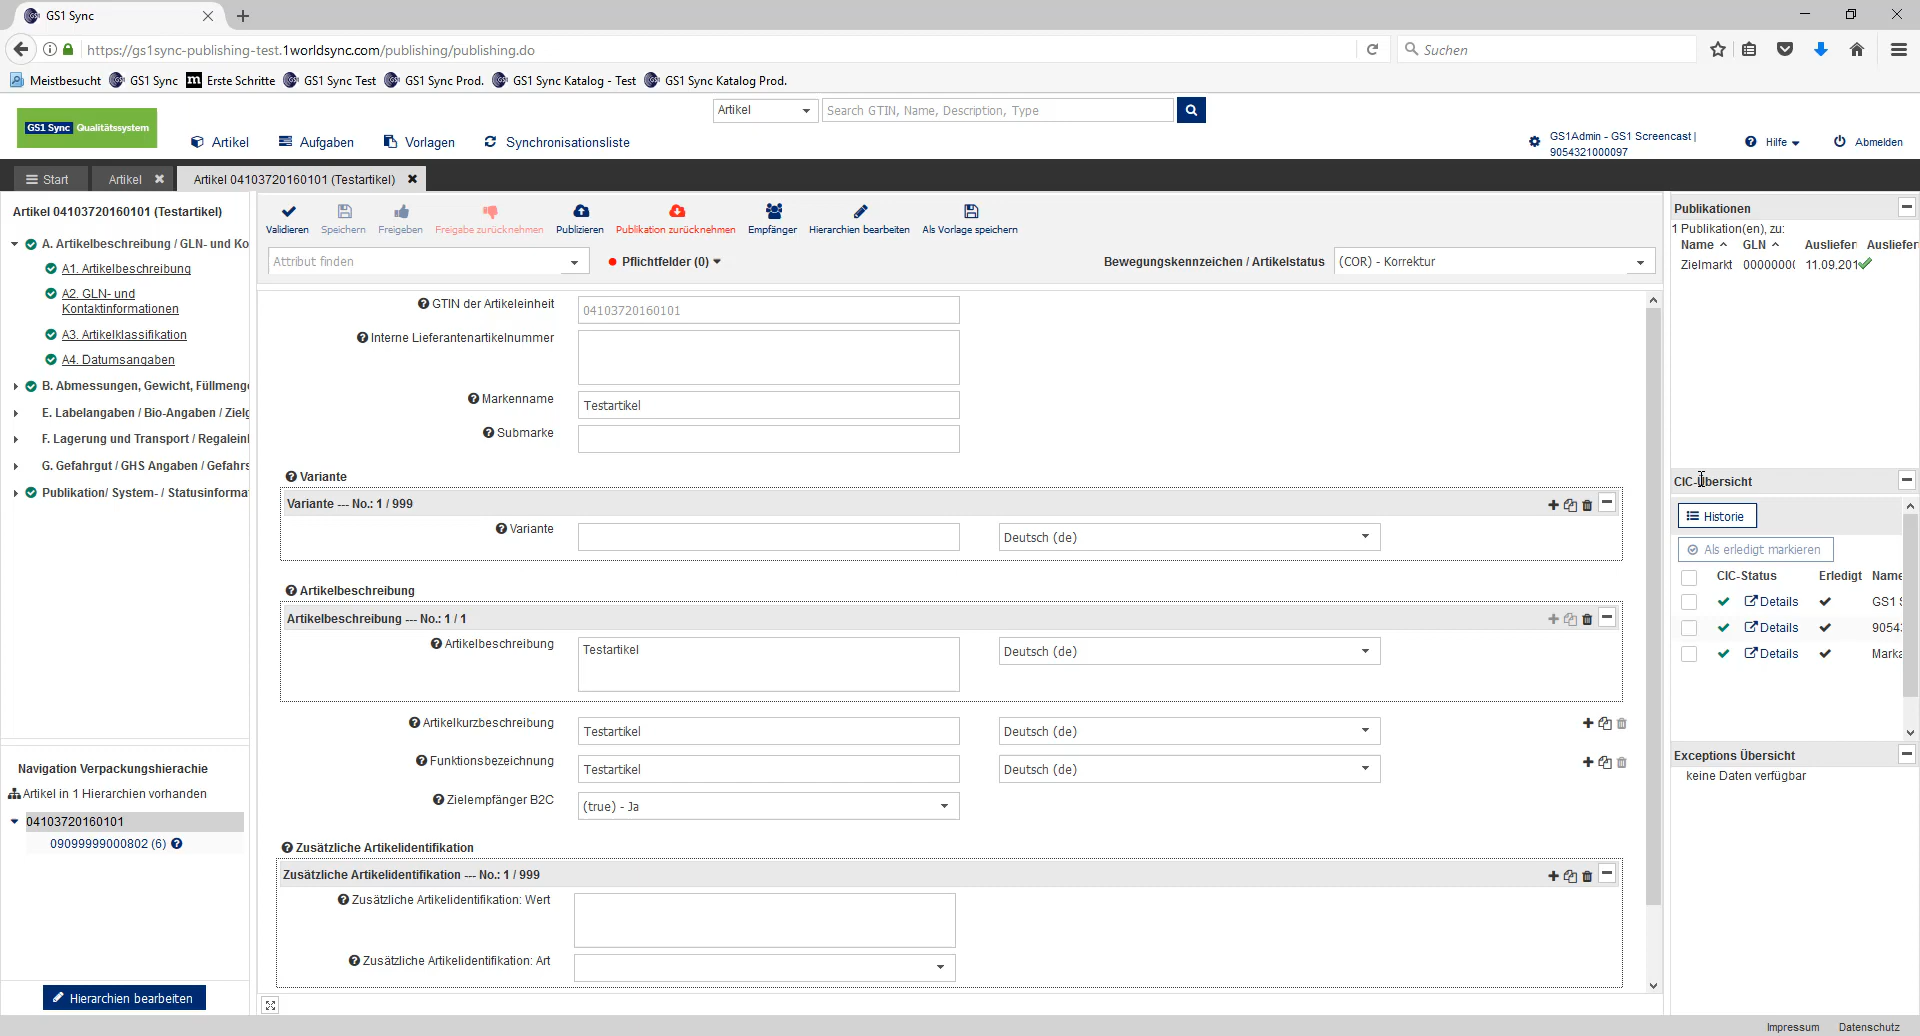 GS1 Sync
https://gs1sync-publishing-test.1worldsync.com/publishing/publishing.do
Suchen
Meistbesucht GS1 Sync Erste Schritte GS1 Sync Test GS1 Sync Prod. GS1 Sync Katalog - Test GS1 Sync Katalog Prod.
Artikel Search GTIN, Name, Description, Type
GS1 Sync Qualitätssystem
Artikel Aufgaben Vorlagen Synchronisationsliste
GS1Admin - GS1 Screencast |
9054321000097
Hilfe Abmelden
Start Artikel Artikel 04103720160101 (Testartikel)
Artikel 04103720160101 (Testartikel)
A. Artikelbeschreibung / GLN- und Ko
A1. Artikelbeschreibung
A2. GLN- und
Kontaktinformationen
A3. Artikelklassifikation
A4. Datumsangaben
B. Abmessungen, Gewicht, Füllmeng
E. Labelangaben / Bio-Angaben / Zielg
F. Lagerung und Transport / Regalein
G. Gefahrgut / GHS Angaben / Gefahrs
Publikation/ System- / Statusinforma
Navigation Verpackungshierachie
Artikel in 1 Hierarchien vorhanden
04103720160101
09099999000802 (6)
Hierarchien bearbeiten
Validieren Speichern Freigeben Freigabe zurücknehmen Publizieren Publikation zurücknehmen Empfänger Hierarchien bearbeiten Als Vorlage speichern
Attribut finden Pflichtfelder (0) Bewegungskennzeichen / Artikelstatus (COR) - Korrektur
GTIN der Artikeleinheit 04103720160101
Interne Lieferantenartikelnummer
Markenname Testartikel
Submarke
Variante
Variante --- No.: 1 / 999
Variante Deutsch (de)
Artikelbeschreibung
Artikelbeschreibung --- No.: 1 / 1
Artikelbeschreibung Testartikel Deutsch (de)
Artikelkurzbeschreibung Testartikel Deutsch (de)
Funktionsbezeichnung Testartikel Deutsch (de)
Zielempfänger B2C (true) - Ja
Zusätzliche Artikelidentifikation
Zusätzliche Artikelidentifikation --- No.: 1 / 999
Zusätzliche Artikelidentifikation: Wert
Zusätzliche Artikelidentifikation: Art
Publikationen
1 Publikation(en), zu:
Name GLN Ausliefer Ausliefer
Zielmarkt 0000000( 11.09.201
CIC-Übersicht
Historie
Als erledigt markieren
CIC-Status Erledigt Name
Details GS1 S
Details 9054
Details Marka
Exceptions Übersicht
keine Daten verfügbar
Impressum Datenschutz